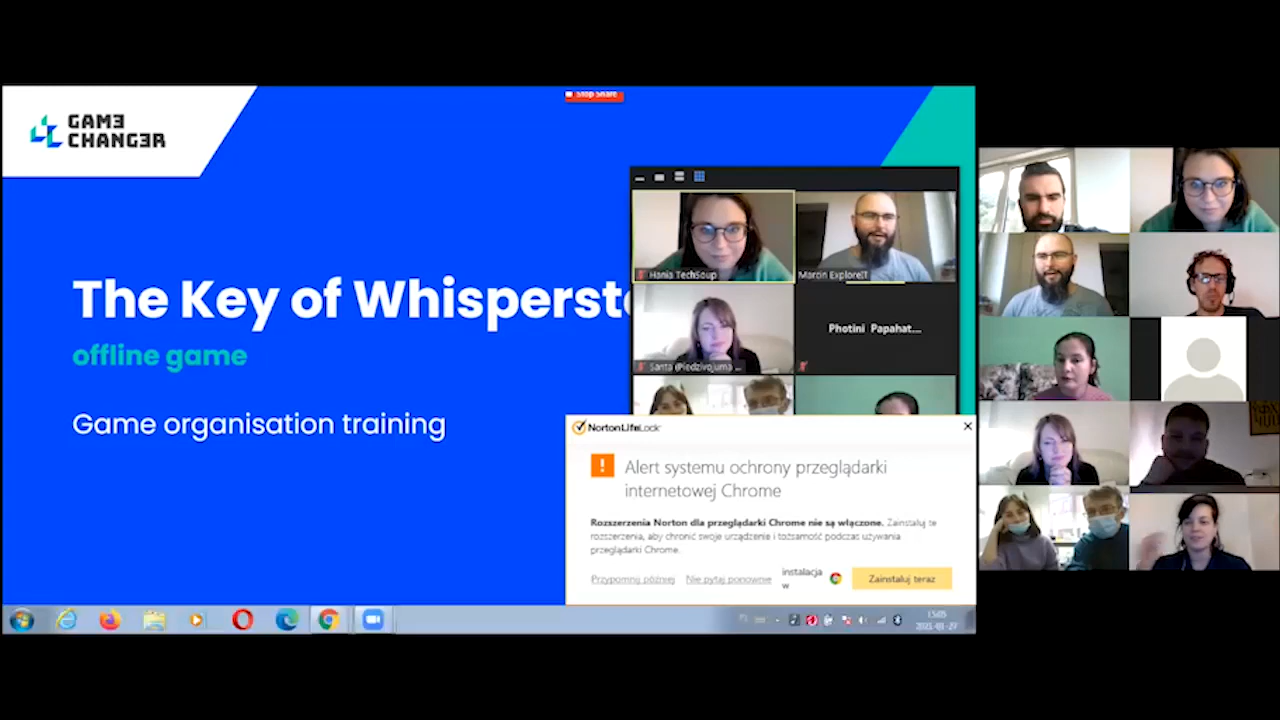 GAM3
CHANG3R
Stop Share
The Key of Whisperst
offline game
Game organisation training
Hania TechSoup
Marcin ExploreIT
Santa (Piedzivojuma ...
Photini Papahat...
NortonLifeLock
Alert systemu ochrony przeglądarki
internetowej Chrome
Rozszerzenia Norton dla przeglądarki Chrome nie są włączone. Zainstaluj te
rozszerzenia, aby chronić swoje urządzenie i tożsamość podczas używania
przeglądarki Chrome.
Przypomnij później
Nie pytaj ponownie
instalacja
w
Zainstaluj teraz